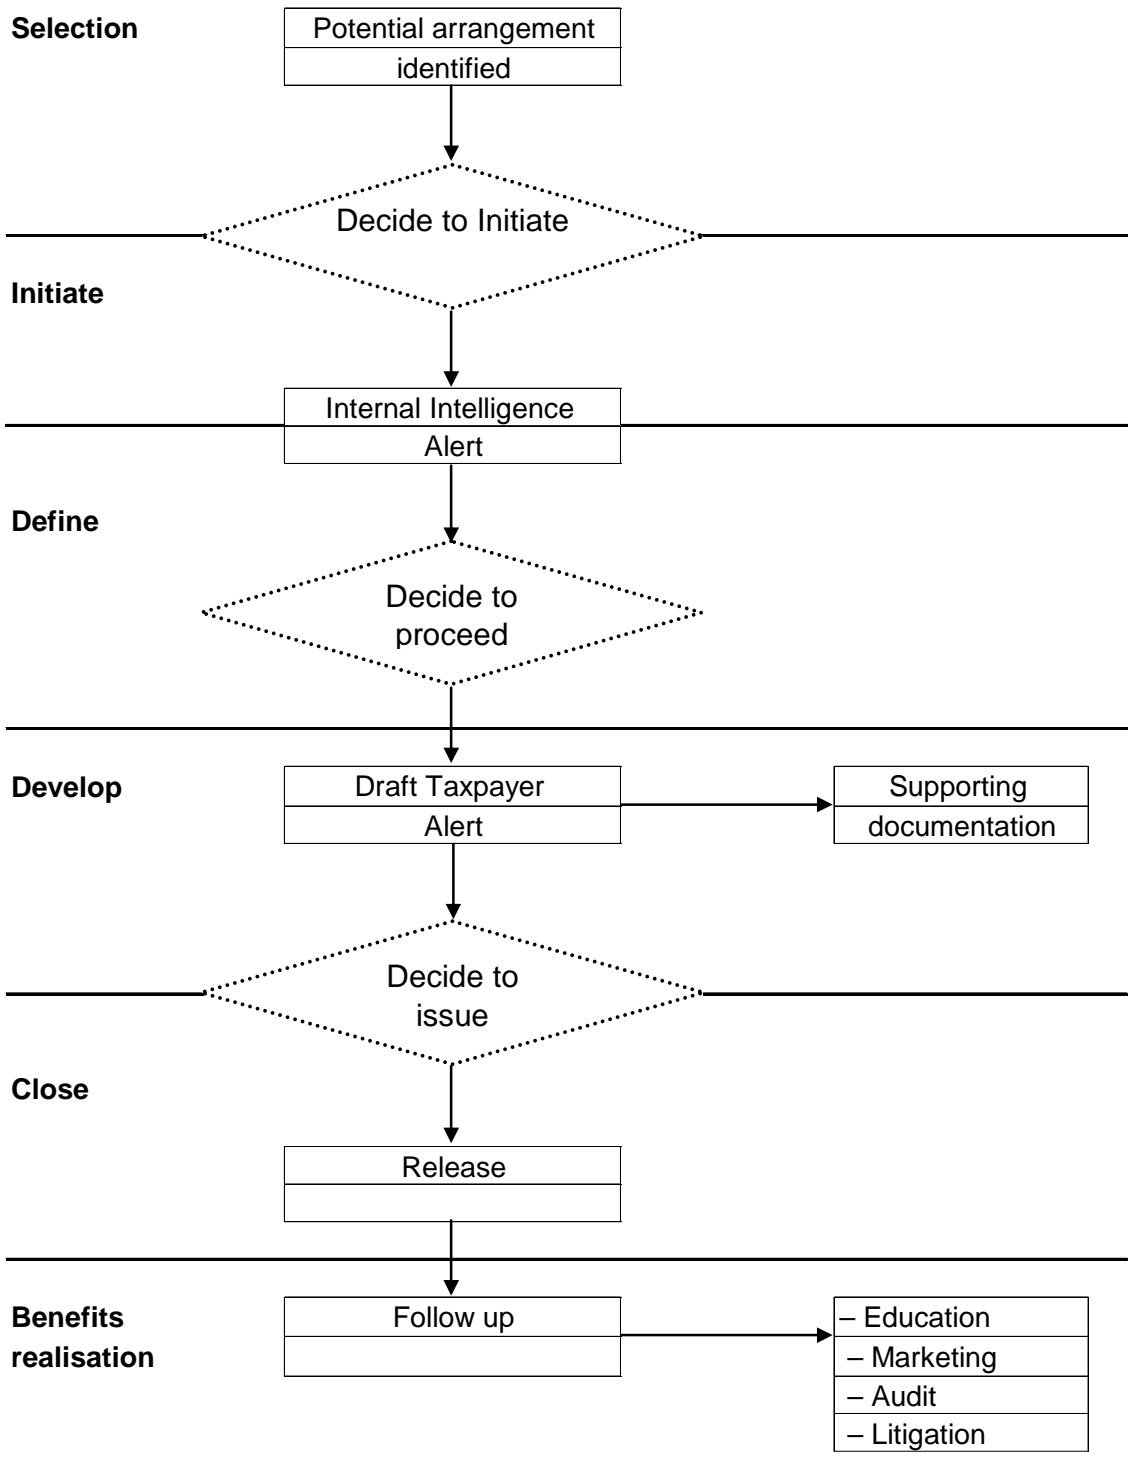 Selection
Potential arrangement
identified
Decide to Initiate
Initiate
Internal Intelligence
Alert
Define
Decide to
proceed
Develop
Draft Taxpayer
Alert
Supporting
documentation
Decide to
issue
Close
Release
Benefits
realisation
Follow up
– Education
– Marketing
– Audit
– Litigation